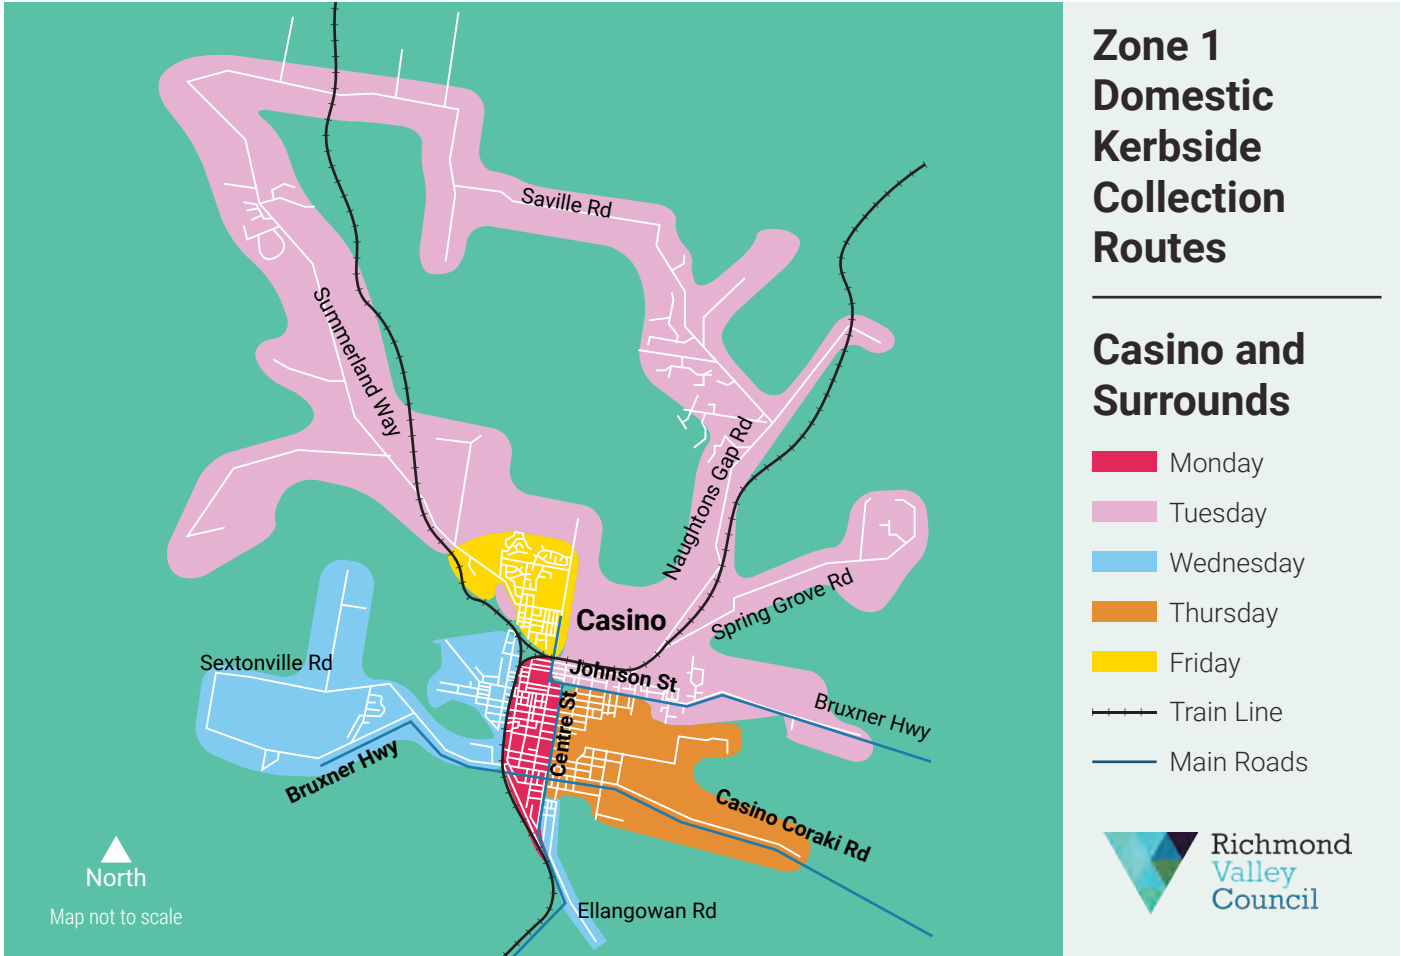 Zone 1
Domestic
Kerbside
Collection
Routes
Casino and
Surrounds
Monday
Tuesday
Wednesday
Thursday
Friday
Train Line
Main Roads
Richmond
Valley
Council
Saville Rd
Summerland Way
Naughtons Gap Rd
Spring Grove Rd
Casino
Sextonville Rd
Johnson St
Centre St
Bruxner Hwy
Bruxner Hwy
Casino Coraki Rd
Ellangowan Rd
North
Map not to scale